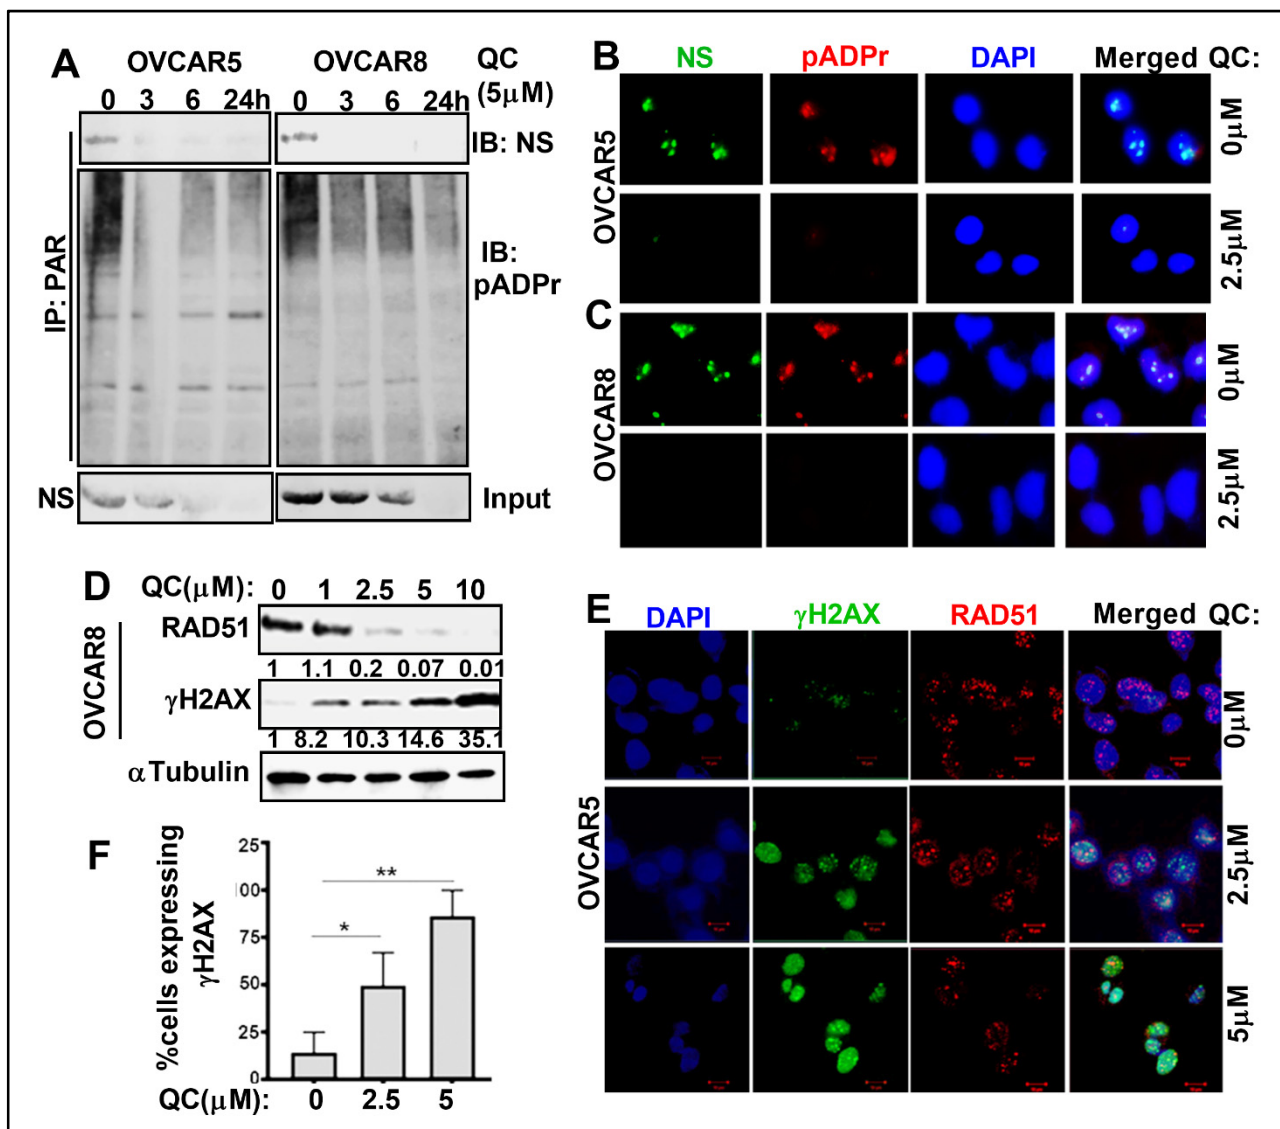 A
OVCAR5
OVCAR8
QC
(5μM)
0 3 6 24h
0 3 6 24h
IP: PAR
IB: NS
IB:
pADPr
NS
Input
B
NS pADPr DAPI Merged QC:
OVCAR5
0μM
2.5μM
C
OVCAR8
0μM
2.5μM
D
QC(μM): 0 1 2.5 5 10
OVCAR8
RAD51
1 1.1 0.2 0.07 0.01
γH2AX
1 8.2 10.3 14.6 35.1
αTubulin
E
DAPI γH2AX RAD51 Merged QC:
OVCAR5
0μM
2.5μM
5μM
F
%cells expressing
γH2AX
25
100
75
50
25
0
*
**
QC(μM): 0 2.5 5